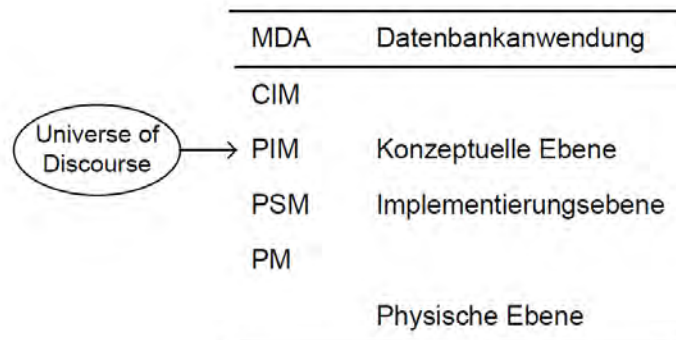 MDA Datenbankanwendung
CIM
Universe of
Discourse
PIM Konzeptuelle Ebene
PSM Implementierungsebene
PM
Physische Ebene